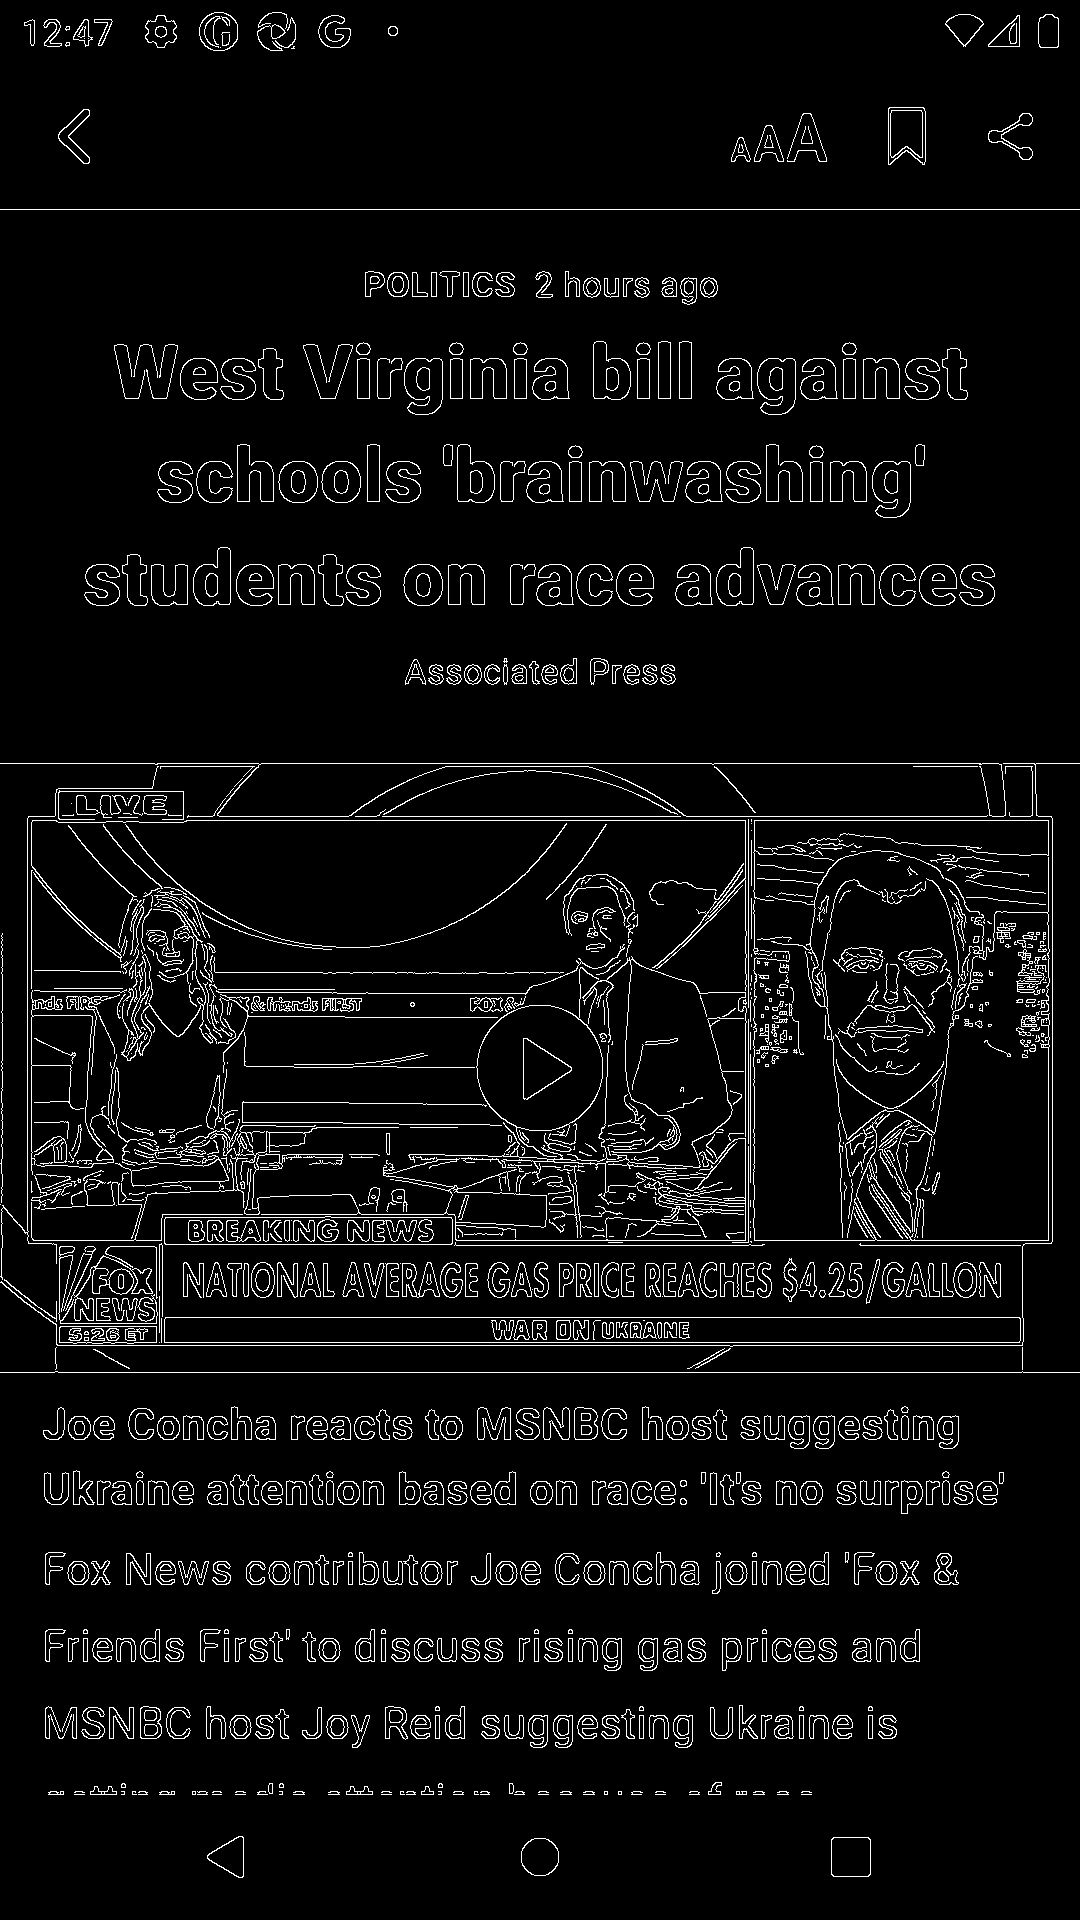 12:47
AAA
POLITICS 2 hours ago
West Virginia bill against
schools 'brainwashing'
students on race advances
Associated Press
LIVE
nds FIRS
& friends FIRST
FOX &
BREAKING NEWS
FOX
NEWS
NATIONAL AVERAGE GAS PRICE REACHES $4.25/GALLON
5:26 ET
WAR ON UKRAINE
Joe Concha reacts to MSNBC host suggesting
Ukraine attention based on race: 'It's no surprise'
Fox News contributor Joe Concha joined 'Fox &
Friends First' to discuss rising gas prices and
MSNBC host Joy Reid suggesting Ukraine is